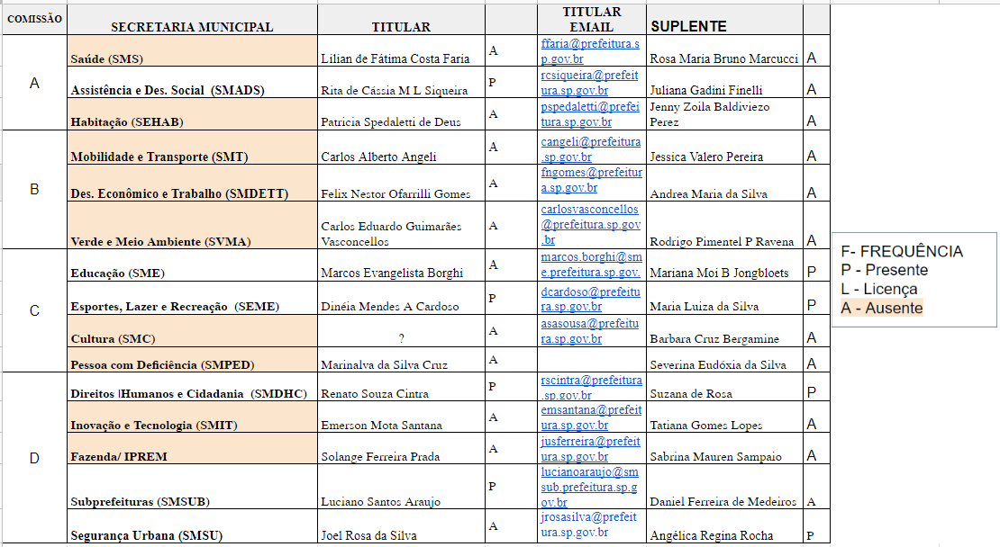 COMISSÃO SECRETARIA MUNICIPAL TITULAR TITULAR EMAIL SUPLENTE
A
Saúde (SMS) Lilian de Fátima Costa Faria A ffaria@prefeitura.sp.gov.br Rosa Maria Bruno Marcucci A
Assistência e Des. Social (SMADS) Rita de Cássia M L Siqueira P rcsiqueira@prefeitura.sp.gov.br Juliana Gadini Finelli A
Habitação (SEHAB) Patricia Spedaletti de Deus A pspedaletti@prefeitura.sp.gov.br Jenny Zoila Baldiviezo Perez A
B
Mobilidade e Transporte (SMT) Carlos Alberto Angeli A cangeli@prefeitura.sp.gov.br Jessica Valero Pereira A
Des. Econômico e Trabalho (SMDETT) Felix Nestor Ofarrilli Gomes A fngomes@prefeitura.sp.gov.br Andrea Maria da Silva A
Verde e Meio Ambiente (SVMA) Carlos Eduardo Guimarães Vasconcellos A carlosvasconcellos@prefeitura.sp.gov.br Rodrigo Pimentel P Ravena A
C
Educação (SME) Marcos Evangelista Borghi A marcos.borghi@sme.prefeitura.sp.gov. Mariana Moi B Jongbloets P
Esportes, Lazer e Recreação (SEME) Dinéia Mendes A Cardoso P dcardoso@prefeitura.sp.gov.br Maria Luiza da Silva P
Cultura (SMC) ? A asasousa@prefeitura.sp.gov.br Barbara Cruz Bergamine A
Pessoa com Deficiência (SMPED) Marinalva da Silva Cruz A Severina Eudóxia da Silva A
D
Direitos |Humanos e Cidadania (SMDHC) Renato Souza Cintra P rscintra@prefeitura.sp.gov.br Suzana de Rosa P
Inovação e Tecnologia (SMIT) Emerson Mota Santana A emsantana@prefeitura.sp.gov.br Tatiana Gomes Lopes A
Fazenda/ IPREM Solange Ferreira Prada A jusferreira@prefeitura.sp.gov.br Sabrina Mauren Sampaio A
Subprefeituras (SMSUB) Luciano Santos Araujo P lucianoaraujo@smsub.prefeitura.sp.gov.br Daniel Ferreira de Medeiros A
Segurança Urbana (SMSU) Joel Rosa da Silva A jrosasilva@prefeitura.sp.gov.br Angélica Regina Rocha P
F- FREQUÊNCIA
P - Presente
L - Licença
A - Ausente